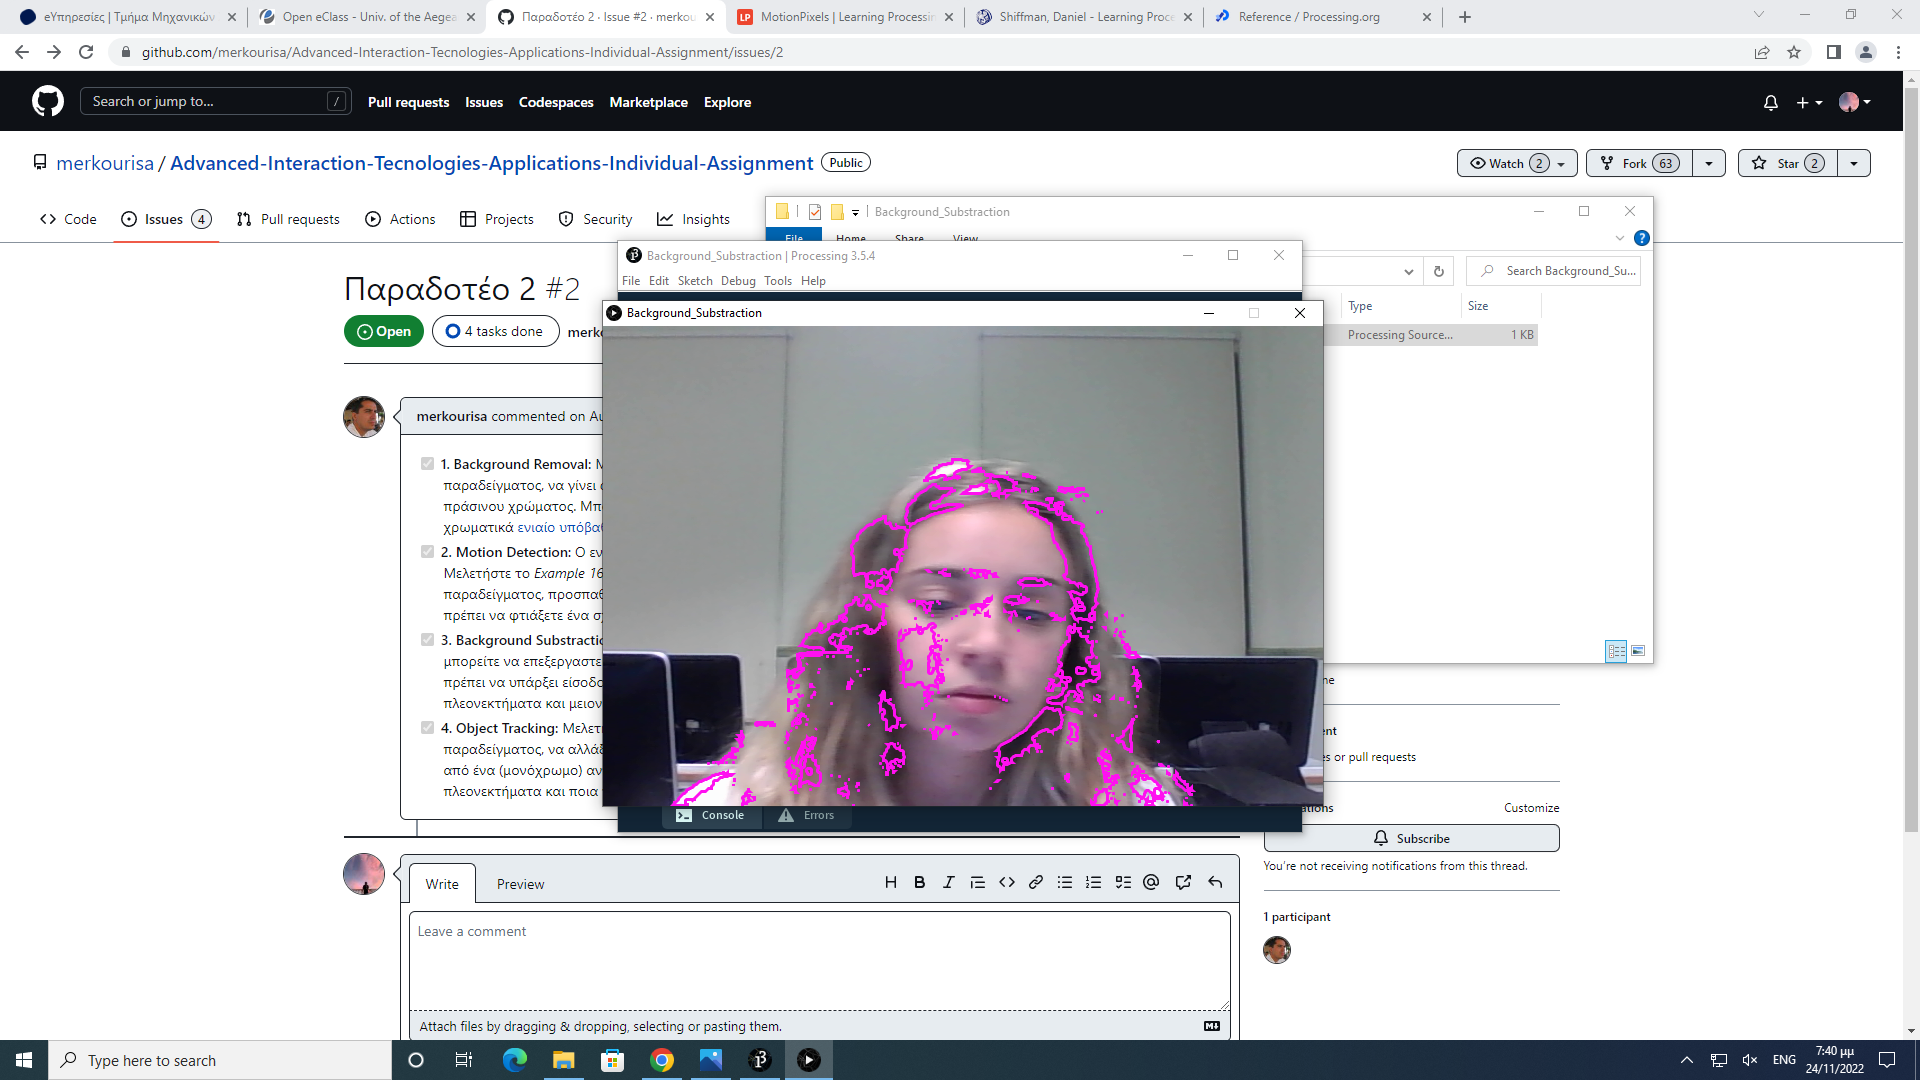 eΥπηρεσίες | Τμήμα Μηχανικών
Open eClass - Univ. of the Aegea
Παραδοτέο 2 · Issue #2 · merkou
MotionPixels | Learning Processin
Shiffman, Daniel - Learning Proce
Reference / Processing.org
github.com/merkourisa/Advanced-Interaction-Tecnologies-Applications-Individual-Assignment/issues/2
Search or jump to...
/
Pull requests
Issues
Codespaces
Marketplace
Explore
merkourisa / Advanced-Interaction-Tecnologies-Applications-Individual-Assignment
Public
Watch 2
Fork 63
Star 2
Code
Issues 4
Pull requests
Actions
Projects
Security
Insights
Background_Substraction
File
Home
Share
View
Search Background_Su...
Type
Size
Processing Source...
1 KB
Background_Substraction | Processing 3.5.4
File Edit Sketch Debug Tools Help
Background_Substraction
Console
Errors
Παραδοτέο 2 #2
Open
4 tasks done
merko
merkourisa commented on Au
1. Background Removal: Μ
παραδείγματος, να γίνει
πράσινου χρώματος. Μπο
χρωματικά ενιαίο υπόβαθ
2. Motion Detection: Ο εν
Μελετήστε το Example 16
παραδείγματος, προσπαθ
πρέπει να φτιάξετε ένα σχ
3. Background Substractio
μπορείτε να επεξεργαστε
πρέπει να υπάρξει είσοδο
πλεονεκτήματα και μειον
4. Object Tracking: Μελετ
παραδείγματος, να αλλάξ
από ένα (μονόχρωμο) αν
πλεονεκτήματα και ποια
ne
ent
es or pull requests
ations
Customize
Subscribe
You're not receiving notifications from this thread.
1 participant
Write
Preview
Leave a comment
Attach files by dragging & dropping, selecting or pasting them.
Type here to search
ENG
7:40 μμ
24/11/2022